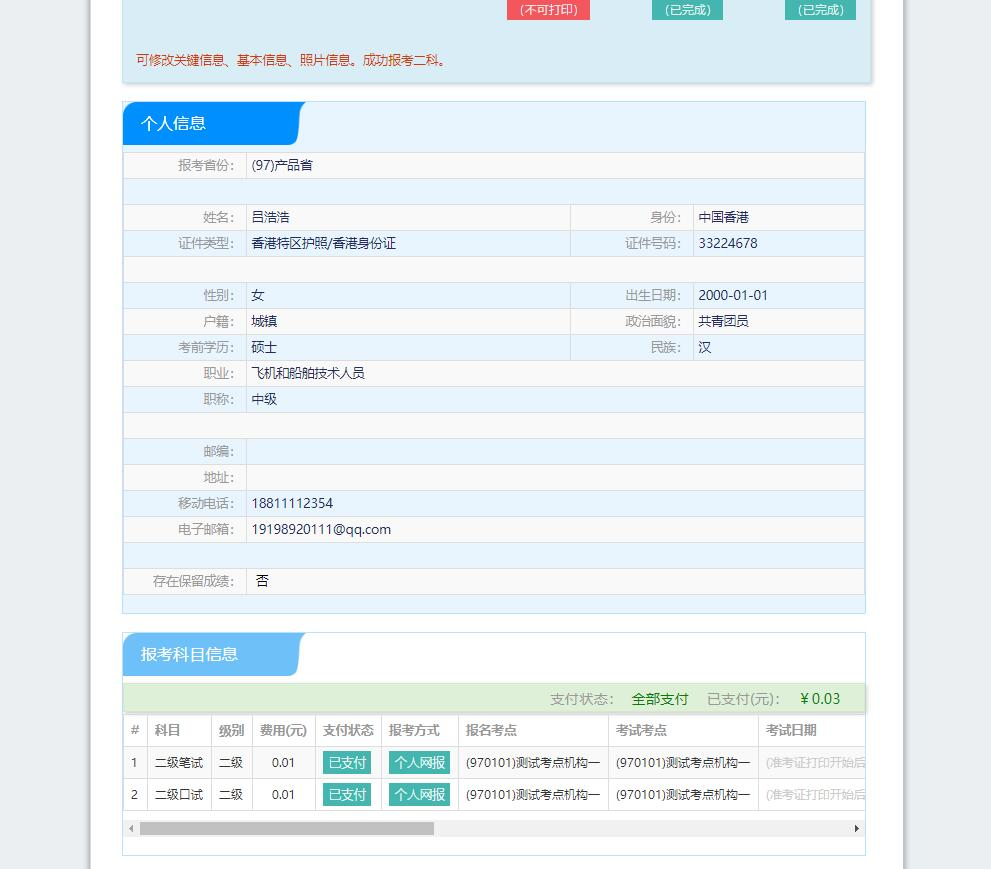 (不可打印) (已完成) (已完成)
可修改关键信息、基本信息、照片信息。成功报考二科。
个人信息
报考省份: (97)产品省
姓名: 吕浩浩 身份: 中国香港
证件类型: 香港特区护照/香港身份证 证件号码: 33224678
性别: 女 出生日期: 2000-01-01
户籍: 城镇 政治面貌: 共青团员
考前学历: 硕士 民族: 汉
职业: 飞机和船舶技术人员
职称: 中级
邮编:
地址:
移动电话: 18811112354
电子邮箱: 19198920111@qq.com
存在保留成绩: 否
报考科目信息
支付状态: 全部支付 已支付(元): ¥ 0.03
# 科目 级别 费用(元) 支付状态 报考方式 报名考点 考试考点 考试日期
1 二级笔试 二级 0.01 已支付 个人网报 (970101)测试考点机构一 (970101)测试考点机构一 (准考证打印开始后
2 二级口试 二级 0.01 已支付 个人网报 (970101)测试考点机构一 (970101)测试考点机构一 (准考证打印开始后